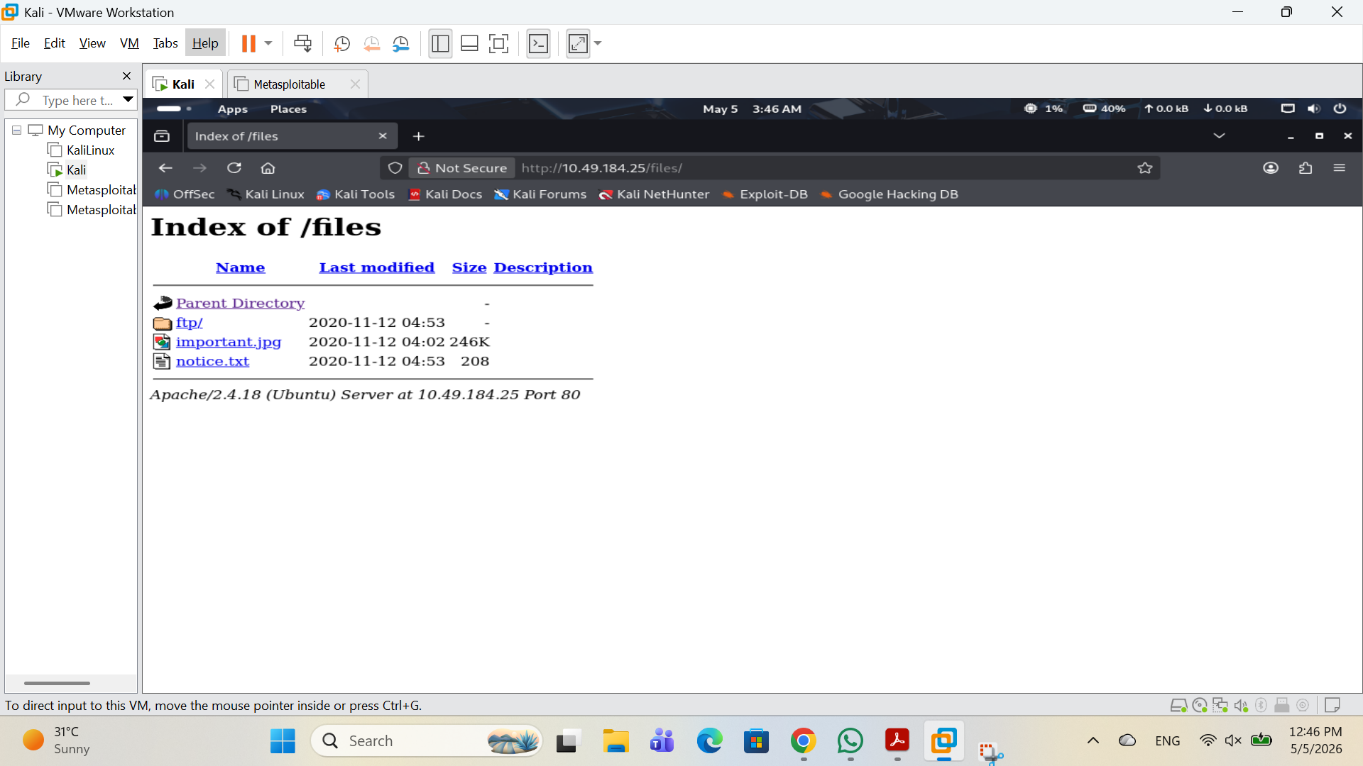 Kali - VMware Workstation
File Edit View VM Tabs Help
Library
Type here t...
My Computer
KaliLinux
Kali
Metasploitab
Metasploitab
Kali
Metasploitable
Apps Places
May 5 3:46 AM
1% 40% 0.0 kB 0.0 kB
Index of /files
Not Secure http://10.49.184.25/files/
OffSec Kali Linux Kali Tools Kali Docs Kali Forums Kali NetHunter Exploit-DB Google Hacking DB
Index of /files
Name Last modified Size Description
Parent Directory -
ftp/ 2020-11-12 04:53 -
important.jpg 2020-11-12 04:02 246K
notice.txt 2020-11-12 04:53 208
Apache/2.4.18 (Ubuntu) Server at 10.49.184.25 Port 80
To direct input to this VM, move the mouse pointer inside or press Ctrl+G.
31°C
Sunny
Search
ENG
12:46 PM
5/5/2026